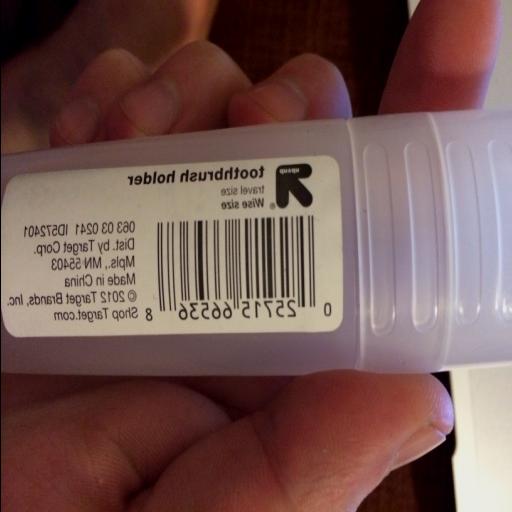 up&up
toothbrush holder
travel size
Wise size®
063 03 0241 ID572401
Dist. by Target Corp.
Mpls., MN 55403
Made in China
© 2012 Target Brands, Inc.
Shop Target.com
0 25715 66536 8